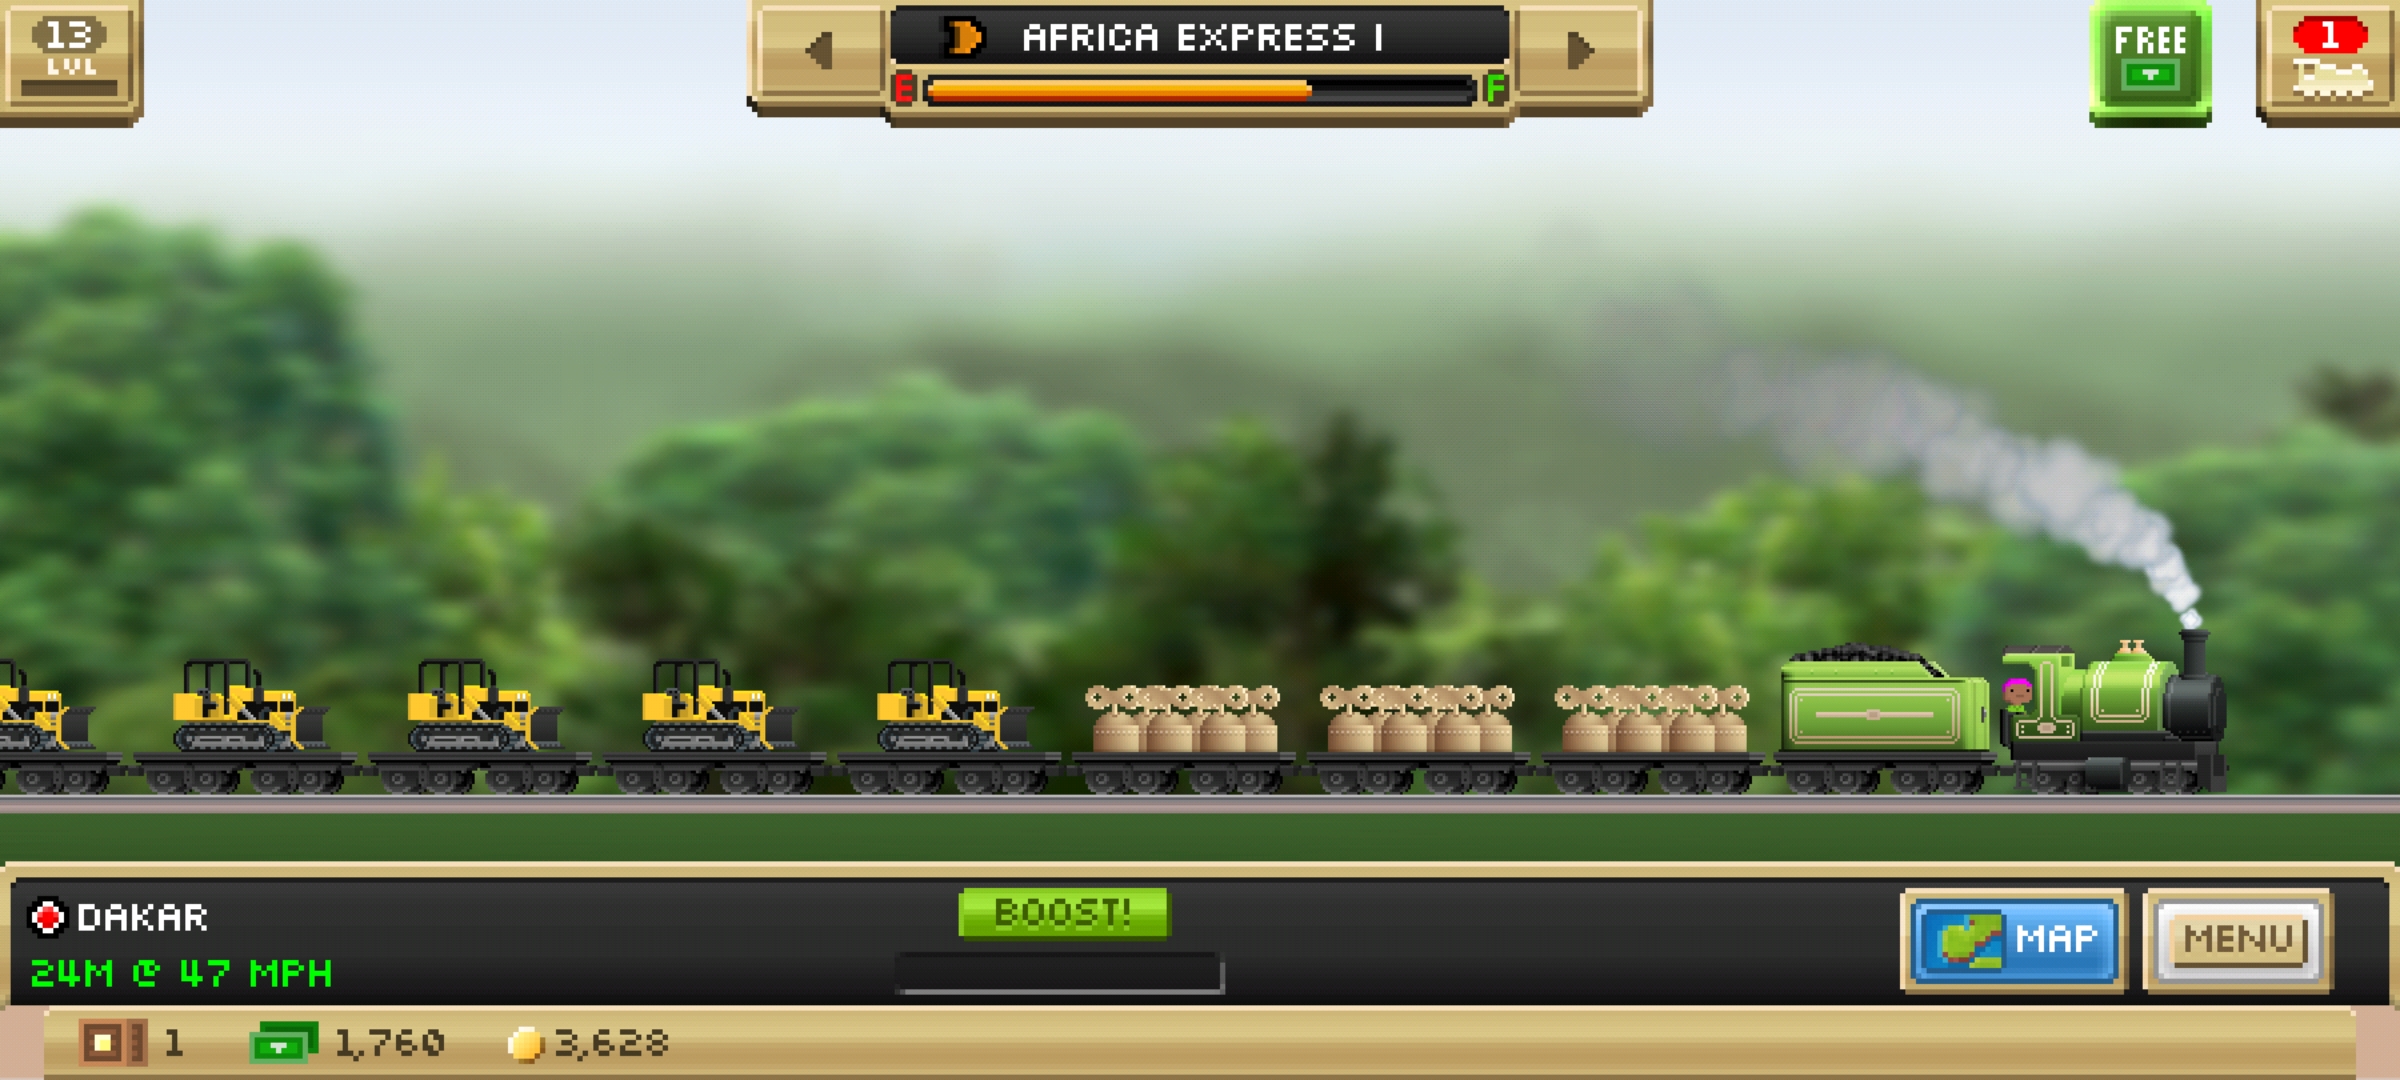 13
LVL
AFRICA EXPRESS I
E F
FREE
1
DAKAR
24M @ 47 MPH
BOOST!
MAP
MENU
1 1,760 3,628